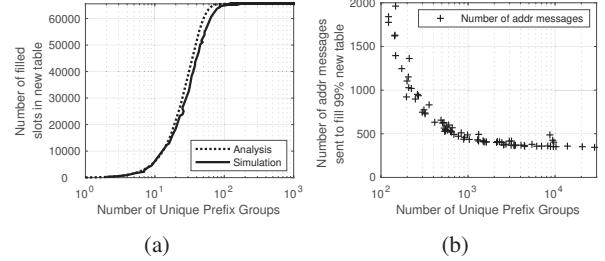 60000
50000
40000
30000
20000
10000
0
Number of filled
slots in new table
Analysis
Simulation
10^0 10^1 10^2 10^3
Number of Unique Prefix Groups
(a)
2000
1500
1000
500
0
Number of addr messages
sent to fill 99% new table
Number of addr messages
10^2 10^3 10^4
Number of Unique Prefix Groups
(b)